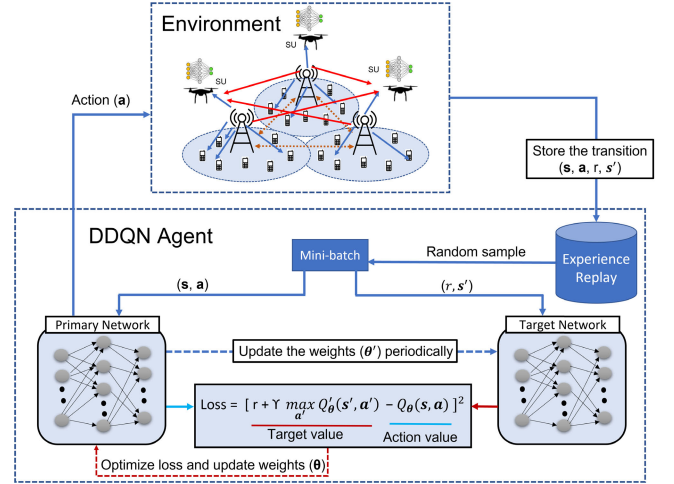 Environment
SU
SU
SU
Action (a)
Store the transition
(s, a, r, s′)
DDQN Agent
Mini-batch
Random sample
Experience
Replay
(s, a)
(r, s′)
Primary Network
Target Network
Update the weights (θ′) periodically
Loss = [ r + ϒ max Q′θ(s′, a′) − Qθ(s, a) ]²
a′
Target value
Action value
Optimize loss and update weights (θ)